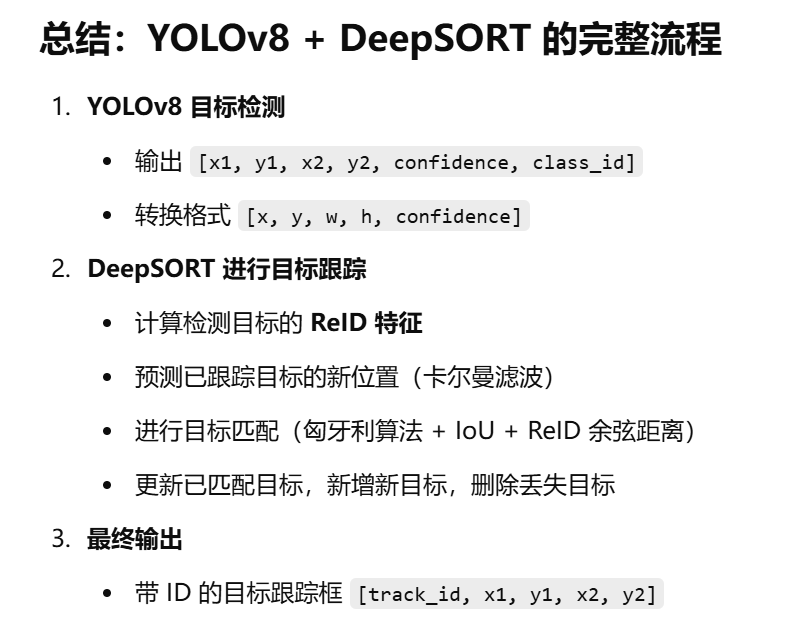 总结：YOLOv8 + DeepSORT 的完整流程
1. YOLOv8 目标检测
• 输出 [x1, y1, x2, y2, confidence, class_id]
• 转换格式 [x, y, w, h, confidence]
2. DeepSORT 进行目标跟踪
• 计算检测目标的 ReID 特征
• 预测已跟踪目标的新位置（卡尔曼滤波）
• 进行目标匹配（匈牙利算法 + IoU + ReID 余弦距离）
• 更新已匹配目标，新增新目标，删除丢失目标
3. 最终输出
• 带 ID 的目标跟踪框 [track_id, x1, y1, x2, y2]